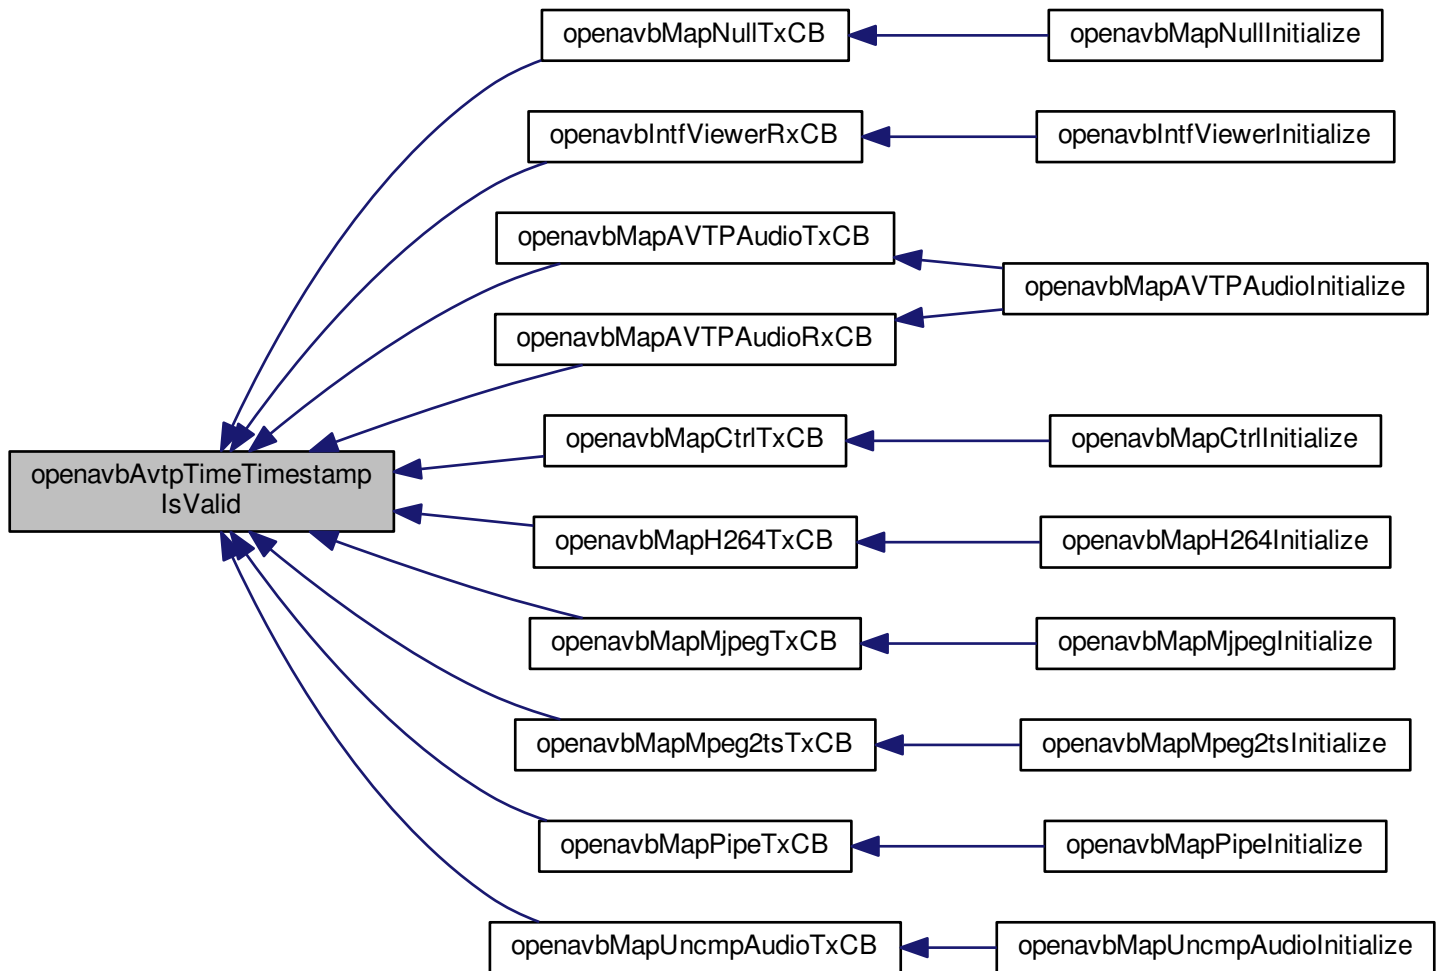 openavbMapNullTxCB
openavbMapNullInitialize
openavbIntfViewerRxCB
openavbIntfViewerInitialize
openavbMapAVTPAudioTxCB
openavbMapAVTPAudioInitialize
openavbMapAVTPAudioRxCB
openavbMapCtrlTxCB
openavbMapCtrlInitialize
openavbAvtpTimeTimestamp
IsValid
openavbMapH264TxCB
openavbMapH264Initialize
openavbMapMjpegTxCB
openavbMapMjpegInitialize
openavbMapMpeg2tsTxCB
openavbMapMpeg2tsInitialize
openavbMapPipeTxCB
openavbMapPipeInitialize
openavbMapUncmpAudioTxCB
openavbMapUncmpAudioInitialize